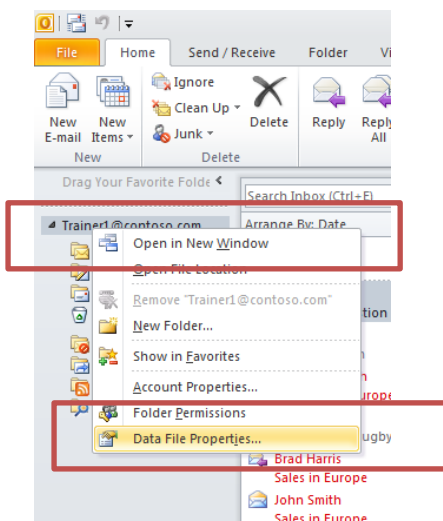 File Home Send / Receive Folder
New E-mail
New Items
Ignore
Clean Up
Junk
Delete
Reply
Reply All
New Delete
Drag Your Favorite Folde
Search Inbox (Ctrl+E)
Trainer1@contoso.com
Arrange By: Date
Open in New Window
Open File Location
Remove "Trainer1@contoso.com"
New Folder...
Show in Favorites
Account Properties...
Folder Permissions
Data File Properties...
tion
urope
ugby
Brad Harris
Sales in Europe
John Smith
Sales in Europe